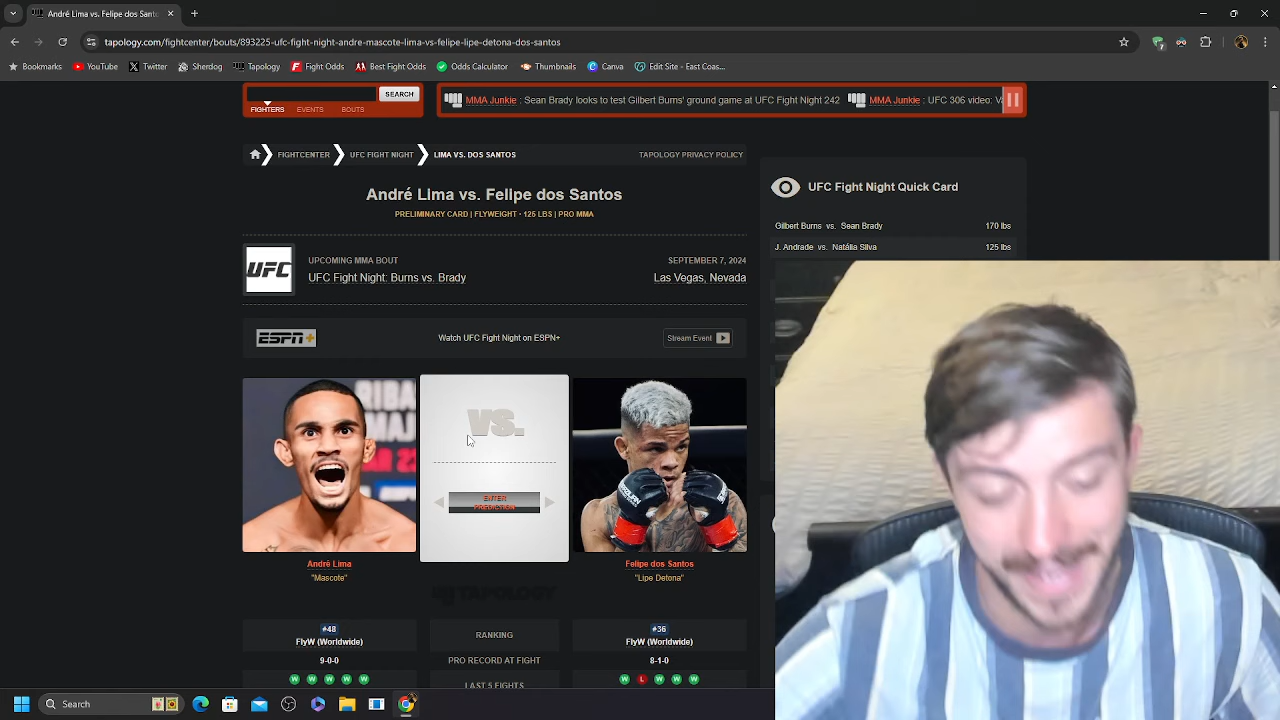 André Lima vs. Felipe dos Santos
tapology.com/fightcenter/bouts/893225-ufc-fight-night-andre-mascote-lima-vs-felipe-lipe-detona-dos-santos
Bookmarks YouTube Twitter Sherdog Tapology Fight Odds Best Fight Odds Odds Calculator Thumbnails Canva Edit Site - East Coas...
SEARCH
FIGHTERS EVENTS BOUTS
MMA Junkie : Sean Brady looks to test Gilbert Burns' ground game at UFC Fight Night 242 MMA Junkie : UFC 306 video:
FIGHTCENTER UFC FIGHT NIGHT LIMA VS. DOS SANTOS TAPOLOGY PRIVACY POLICY
André Lima vs. Felipe dos Santos
PRELIMINARY CARD | FLYWEIGHT · 125 LBS | PRO MMA
UFC Fight Night Quick Card
Gilbert Burns vs. Sean Brady 170 lbs
J. Andrade vs. Natália Silva 125 lbs
UFC
UPCOMING MMA BOUT SEPTEMBER 7, 2024
UFC Fight Night: Burns vs. Brady Las Vegas, Nevada
ESPN+ Watch UFC Fight Night on ESPN+ Stream Event
VS.
ENTER
PREDICTION
André Lima Felipe dos Santos
"Mascote" "Lipe Detona"
TAPOLOGY
#48 RANKING #36
FlyW (Worldwide) FlyW (Worldwide)
9-0-0 PRO RECORD AT FIGHT 8-1-0
W W W W W LAST 5 FIGHTS W L W W W
Search